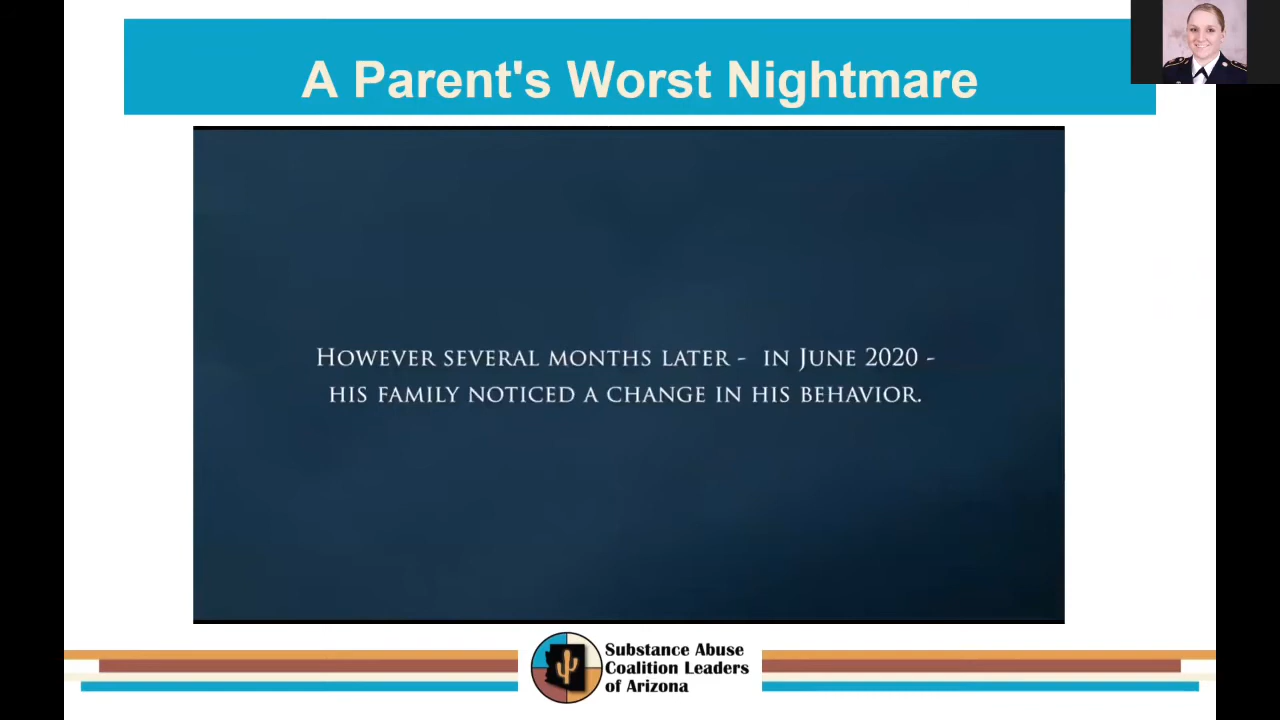 A Parent's Worst Nightmare
However several months later - in June 2020 -
his family noticed a change in his behavior.
Substance Abuse
Coalition Leaders
of Arizona